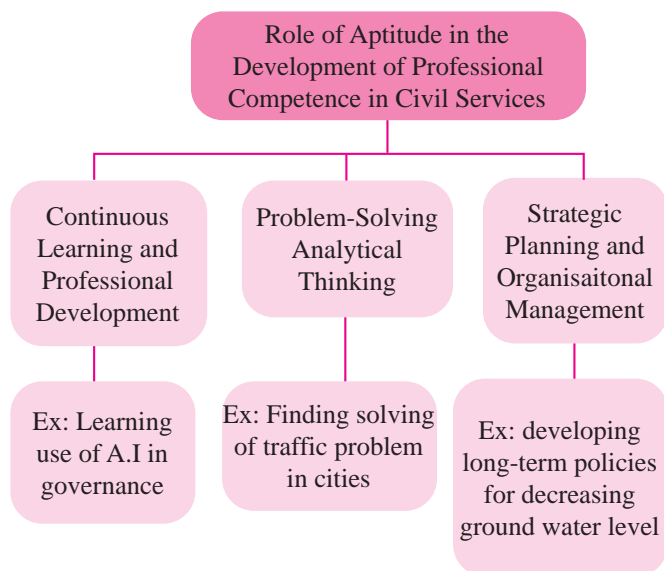 Role of Aptitude in the
Development of Professional
Competence in Civil Services
Continuous
Learning and
Professional
Development
Problem-Solving
Analytical
Thinking
Strategic
Planning and
Organisaitonal
Management
Ex: Learning
use of A.I in
governance
Ex: Finding solving
of traffic problem
in cities
Ex: developing
long-term policies
for decreasing
ground water level